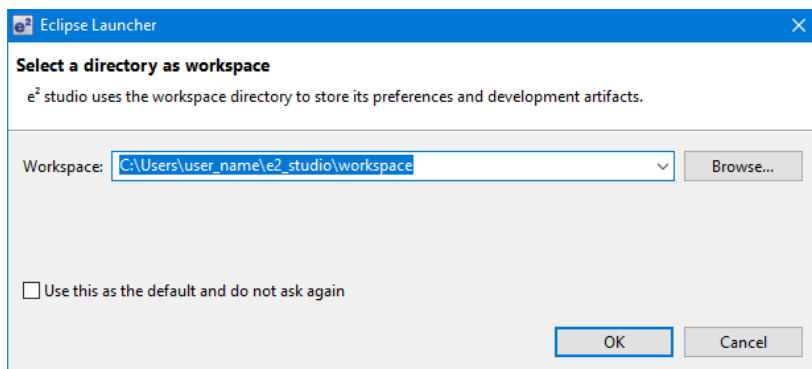 e² Eclipse Launcher
Select a directory as workspace
e² studio uses the workspace directory to store its preferences and development artifacts.
Workspace: C:\Users\user_name\e2_studio\workspace Browse...
Use this as the default and do not ask again
OK Cancel